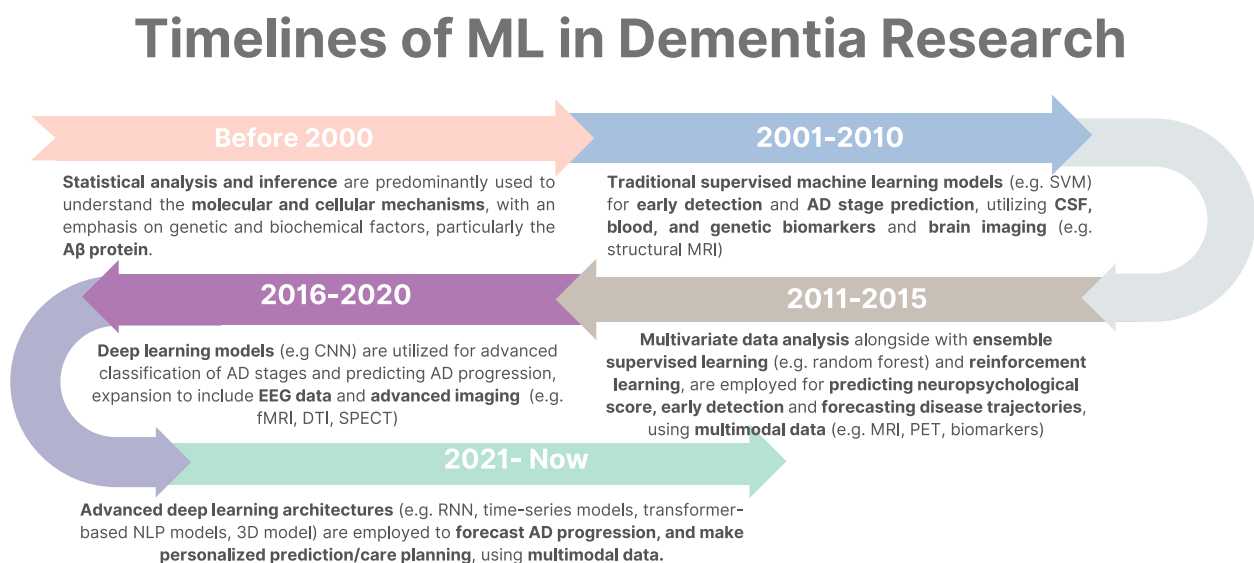 Timelines of ML in Dementia Research
Before 2000
2001-2010
Statistical analysis and inference are predominantly used to
understand the molecular and cellular mechanisms, with an
emphasis on genetic and biochemical factors, particularly the
Aβ protein.
Traditional supervised machine learning models (e.g. SVM)
for early detection and AD stage prediction, utilizing CSF,
blood, and genetic biomarkers and brain imaging (e.g.
structural MRI)
2011-2015
Multivariate data analysis alongside with ensemble
supervised learning (e.g. random forest) and reinforcement
learning, are employed for predicting neuropsychological
score, early detection and forecasting disease trajectories,
using multimodal data (e.g. MRI, PET, biomarkers)
2016-2020
Deep learning models (e.g CNN) are utilized for advanced
classification of AD stages and predicting AD progression,
expansion to include EEG data and advanced imaging (e.g.
fMRI, DTI, SPECT)
2021- Now
Advanced deep learning architectures (e.g. RNN, time-series models, transformer-
based NLP models, 3D model) are employed to forecast AD progression, and make
personalized prediction/care planning, using multimodal data.